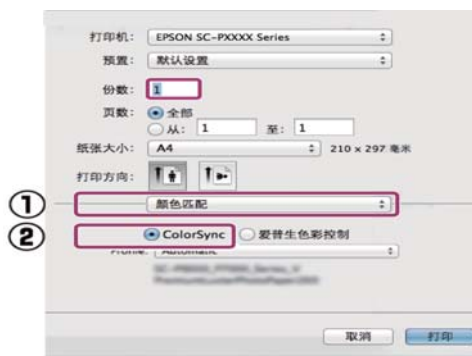 打印机: EPSON SC-PXXXX Series
预置: 默认设置
份数: 1
页数: 全部
从: 1 至: 1
纸张大小: A4 210 x 297 毫米
打印方向:
① 颜色匹配
② ColorSync 爱普生色彩控制
Profile: Automatic
取消 打印